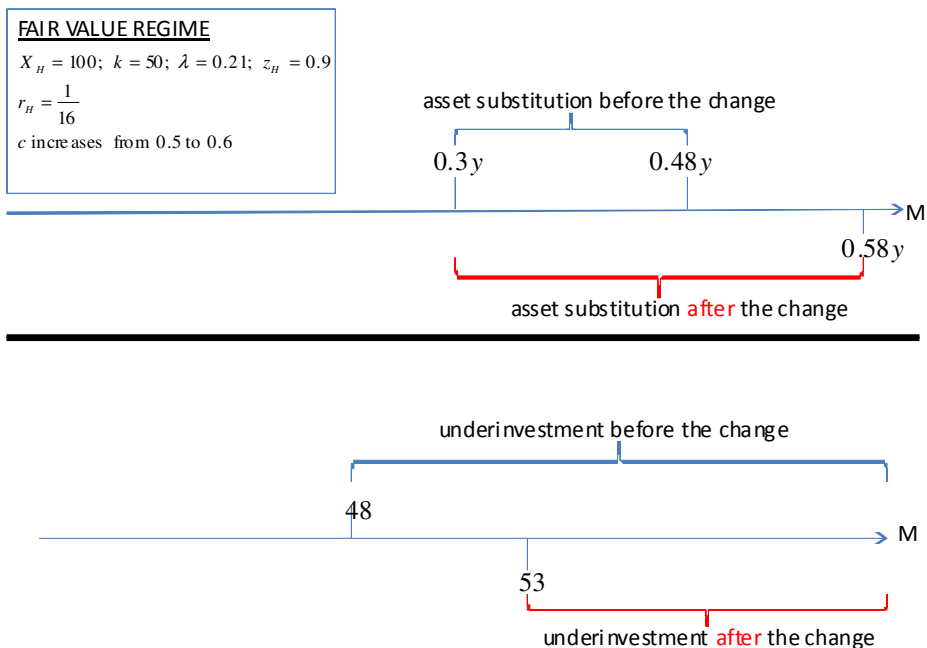 FAIR VALUE REGIME
X_H = 100; k = 50; λ = 0.21; z_H = 0.9
r_H = 1/16
c increases from 0.5 to 0.6
asset substitution before the change
0.3y 0.48y
M
0.58y
asset substitution after the change
underinvestment before the change
48
M
53
underinvestment after the change